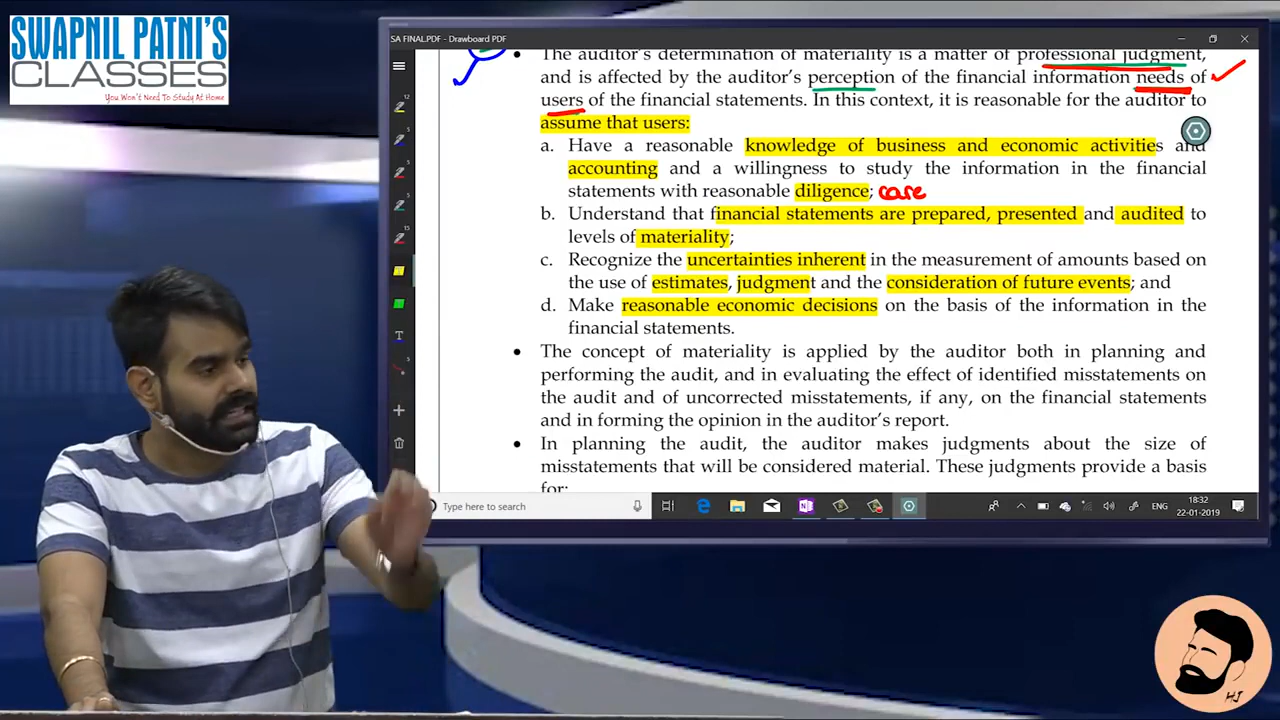 SWAPNIL PATNI'S
CLASSES
You Won't Need To Study At Home
SA FINAL.PDF - Drawboard PDF
• The auditor's determination of materiality is a matter of professional judgment,
and is affected by the auditor's perception of the financial information needs of
users of the financial statements. In this context, it is reasonable for the auditor to
assume that users:
a. Have a reasonable knowledge of business and economic activities and
accounting and a willingness to study the information in the financial
statements with reasonable diligence; care
b. Understand that financial statements are prepared, presented and audited to
levels of materiality;
c. Recognize the uncertainties inherent in the measurement of amounts based on
the use of estimates, judgment and the consideration of future events; and
d. Make reasonable economic decisions on the basis of the information in the
financial statements.
• The concept of materiality is applied by the auditor both in planning and
performing the audit, and in evaluating the effect of identified misstatements on
the audit and of uncorrected misstatements, if any, on the financial statements
and in forming the opinion in the auditor's report.
• In planning the audit, the auditor makes judgments about the size of
misstatements that will be considered material. These judgments provide a basis
for:
Type here to search
ENG
18:32
22-01-2019
HJ